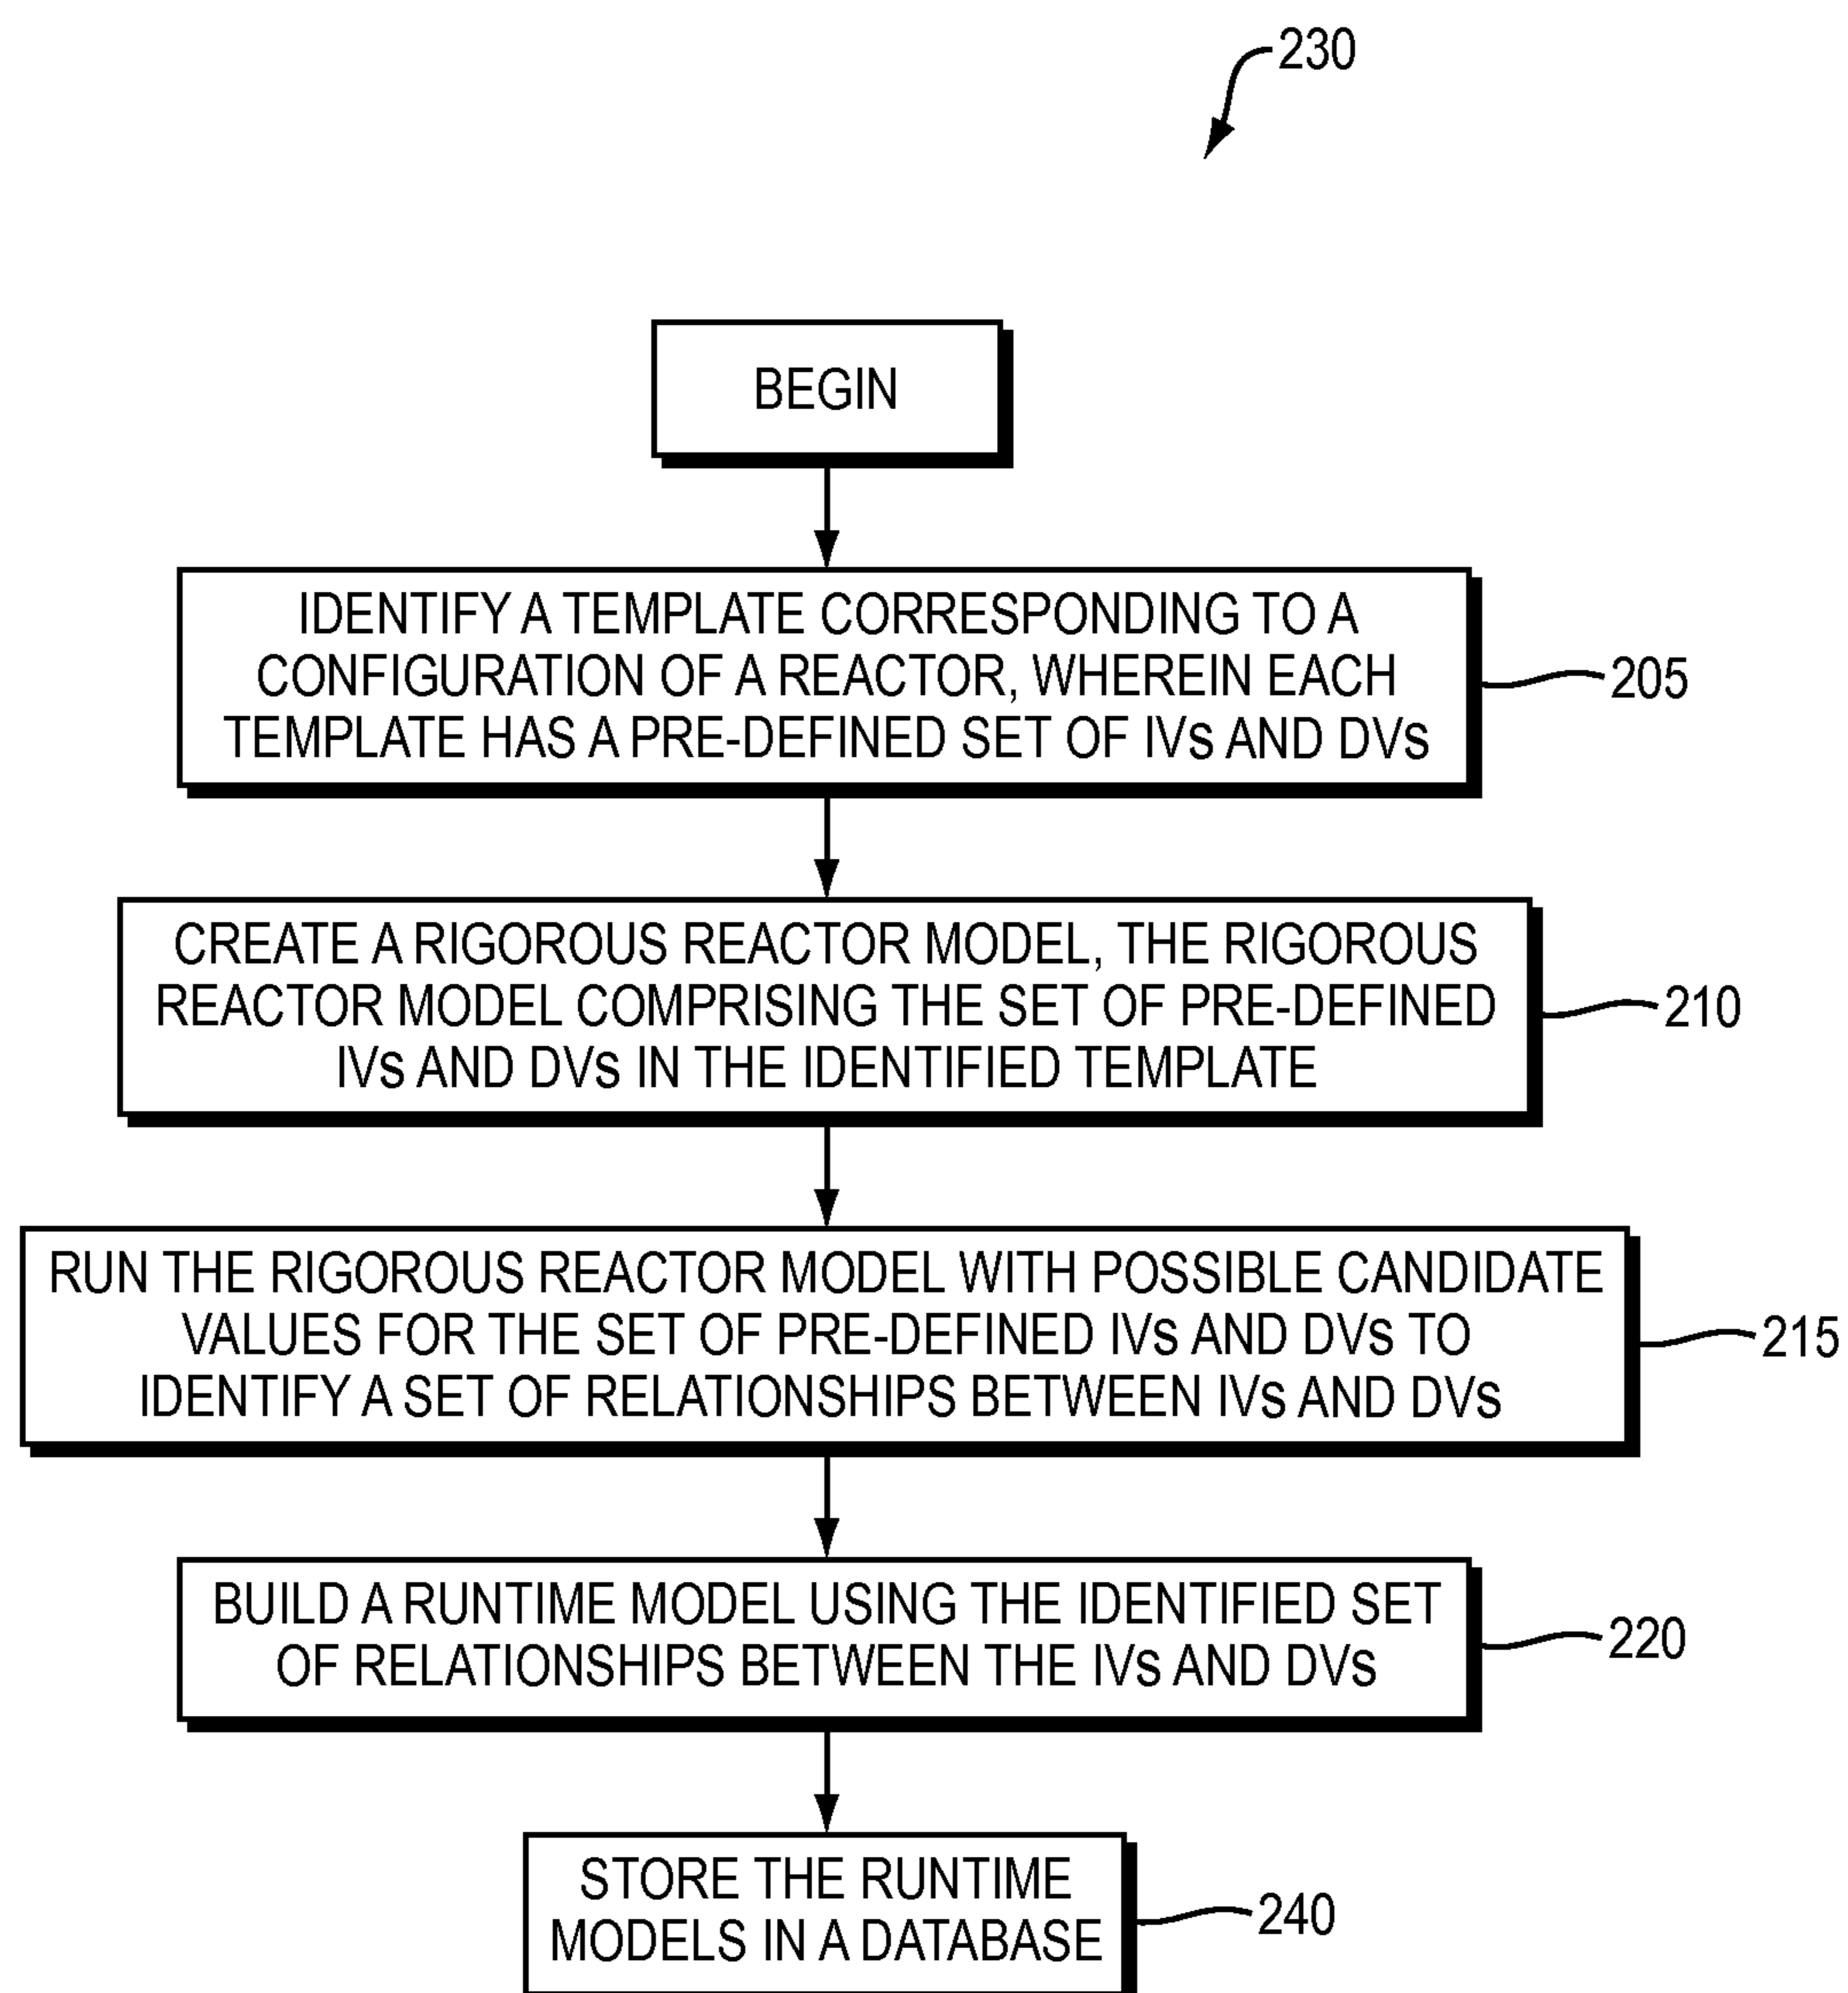 230
BEGIN
IDENTIFY A TEMPLATE CORRESPONDING TO A
CONFIGURATION OF A REACTOR, WHEREIN EACH
TEMPLATE HAS A PRE-DEFINED SET OF IVs AND DVs
205
CREATE A RIGOROUS REACTOR MODEL, THE RIGOROUS
REACTOR MODEL COMPRISING THE SET OF PRE-DEFINED
IVs AND DVs IN THE IDENTIFIED TEMPLATE
210
RUN THE RIGOROUS REACTOR MODEL WITH POSSIBLE CANDIDATE
VALUES FOR THE SET OF PRE-DEFINED IVs AND DVs TO
IDENTIFY A SET OF RELATIONSHIPS BETWEEN IVs AND DVs
215
BUILD A RUNTIME MODEL USING THE IDENTIFIED SET
OF RELATIONSHIPS BETWEEN THE IVs AND DVs
220
STORE THE RUNTIME
MODELS IN A DATABASE
240